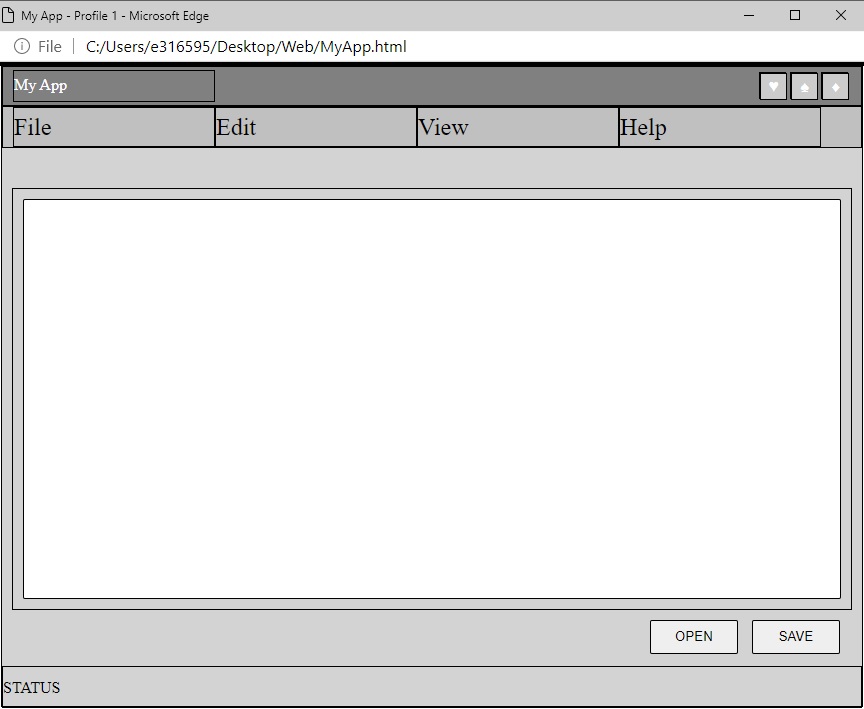 My App - Profile 1 - Microsoft Edge
File | C:/Users/e316595/Desktop/Web/MyApp.html
My App ♥ ♠ ♦
File Edit View Help
OPEN SAVE
STATUS